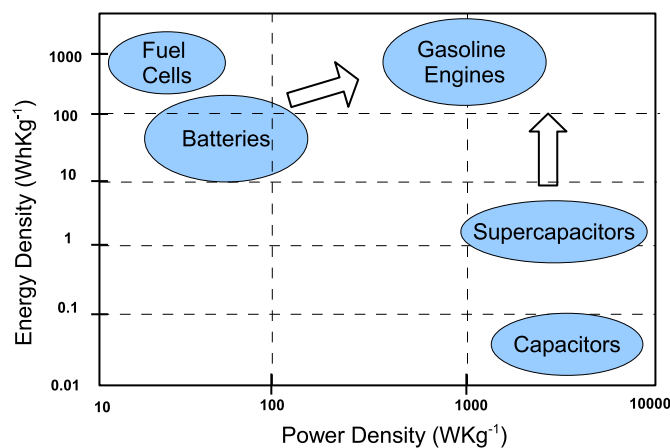 1000
100
10
1
0.1
0.01
Energy Density (WhKg⁻¹)
Fuel
Cells
Gasoline
Engines
Batteries
Supercapacitors
Capacitors
10
100
1000
10000
Power Density (WKg⁻¹)